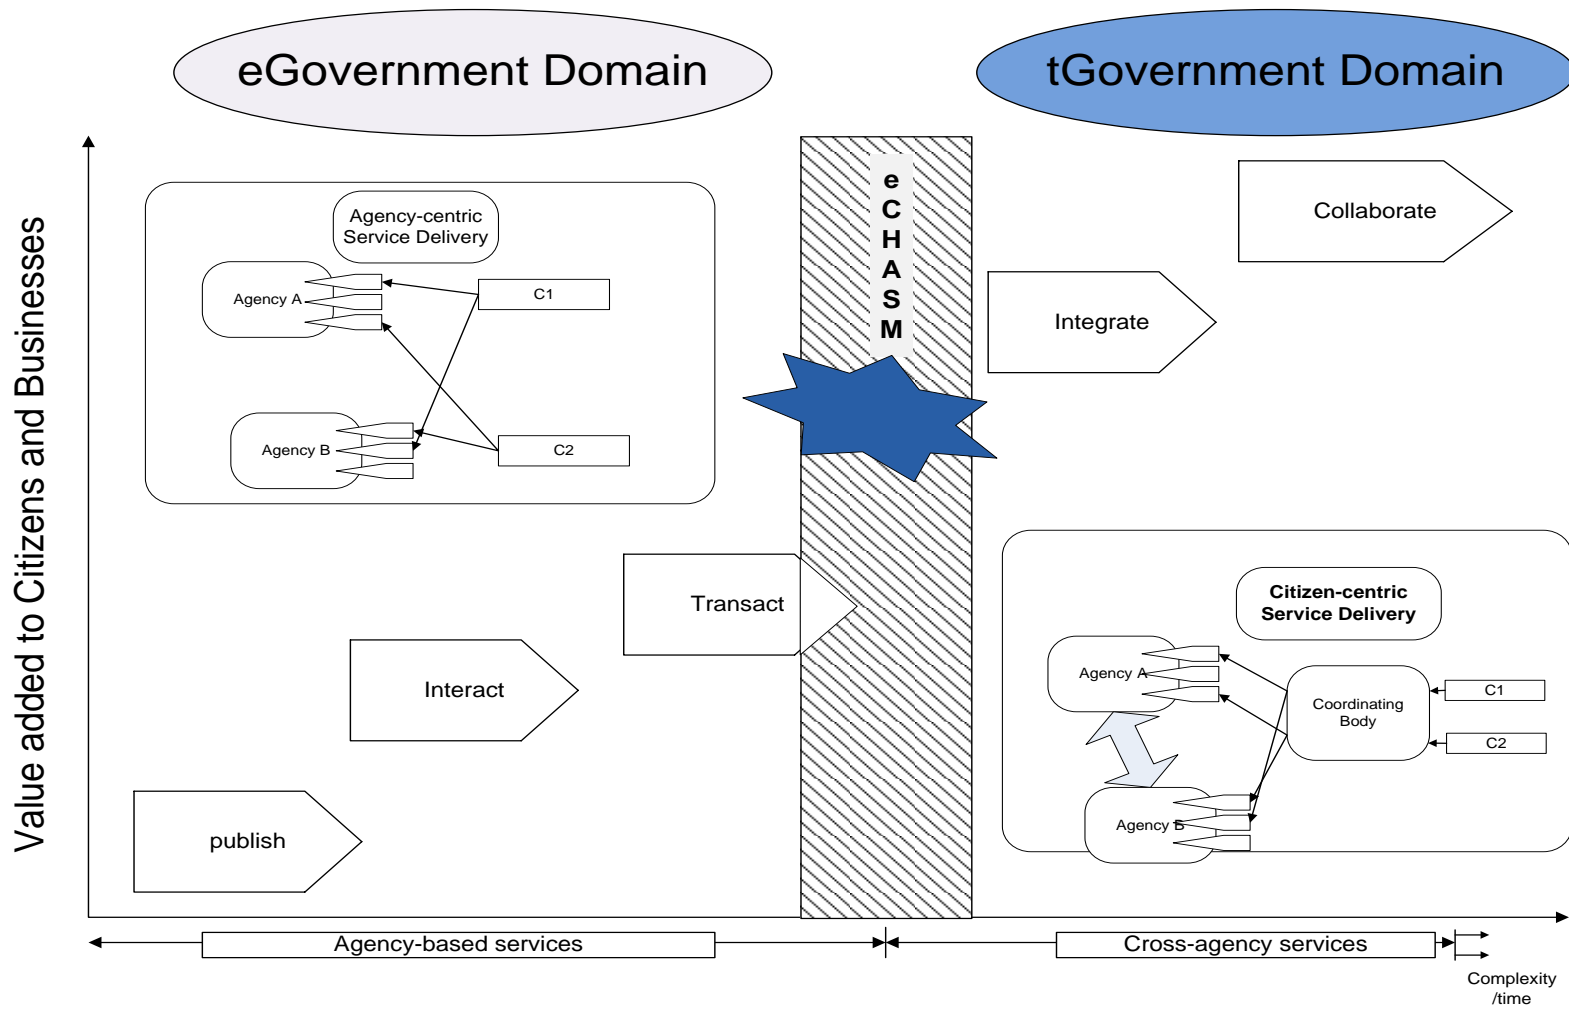 eGovernment Domain
tGovernment Domain
Value added to Citizens and Businesses
Agency-centric
Service Delivery
Agency A
C1
Agency B
C2
e
C
H
A
S
M
Collaborate
Integrate
Transact
Interact
publish
Citizen-centric
Service Delivery
Agency A
Coordinating
Body
C1
C2
Agency B
Agency-based services
Cross-agency services
Complexity
/time